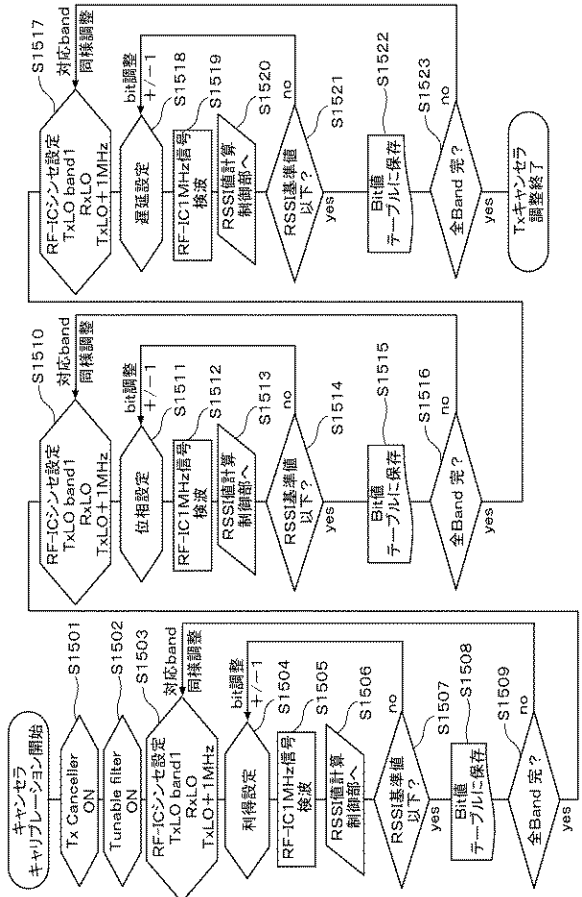 キャンセラ
キャリブレーション開始
Tx Canceller
ON
S1501
Tunable filter
ON
S1502
RF-ICシンセ設定
TxLO band1
RxLO
TxLO+1MHz
S1503
対応band
同様調整
利得設定
bit調整
+/−1
S1504
RF-IC1MHz信号
検波
S1505
RSSI値計算
制御部へ
S1506
RSSI基準値
以下?
S1507
no
yes
Bit値
テーブルに保存
S1508
全Band 完?
S1509
no
yes
RF-ICシンセ設定
TxLO band1
RxLO
TxLO+1MHz
S1510
対応band
同様調整
位相設定
bit調整
+/−1
S1511
RF-IC1MHz信号
検波
S1512
RSSI値計算
制御部へ
S1513
RSSI基準値
以下?
S1514
no
yes
Bit値
テーブルに保存
S1515
全Band 完?
S1516
no
yes
RF-ICシンセ設定
TxLO band1
RxLO
TxLO+1MHz
S1517
対応band
同様調整
遅延設定
bit調整
+/−1
S1518
RF-IC1MHz信号
検波
S1519
RSSI値計算
制御部へ
S1520
RSSI基準値
以下?
S1521
no
yes
Bit値
テーブルに保存
S1522
全Band 完?
S1523
no
yes
Txキャンセラ
調整終了